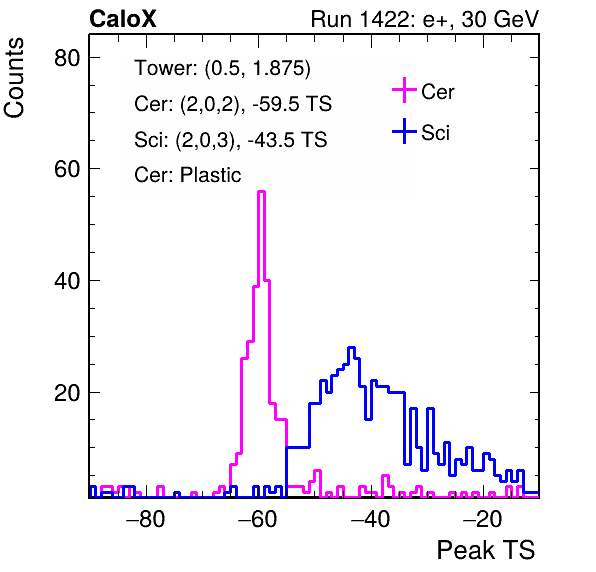 CaloX Run 1422: e+, 30 GeV
Counts
80
60
40
20
Tower: (0.5, 1.875)
Cer: (2,0,2), -59.5 TS
Sci: (2,0,3), -43.5 TS
Cer: Plastic
Cer
Sci
−80 −60 −40 −20
Peak TS